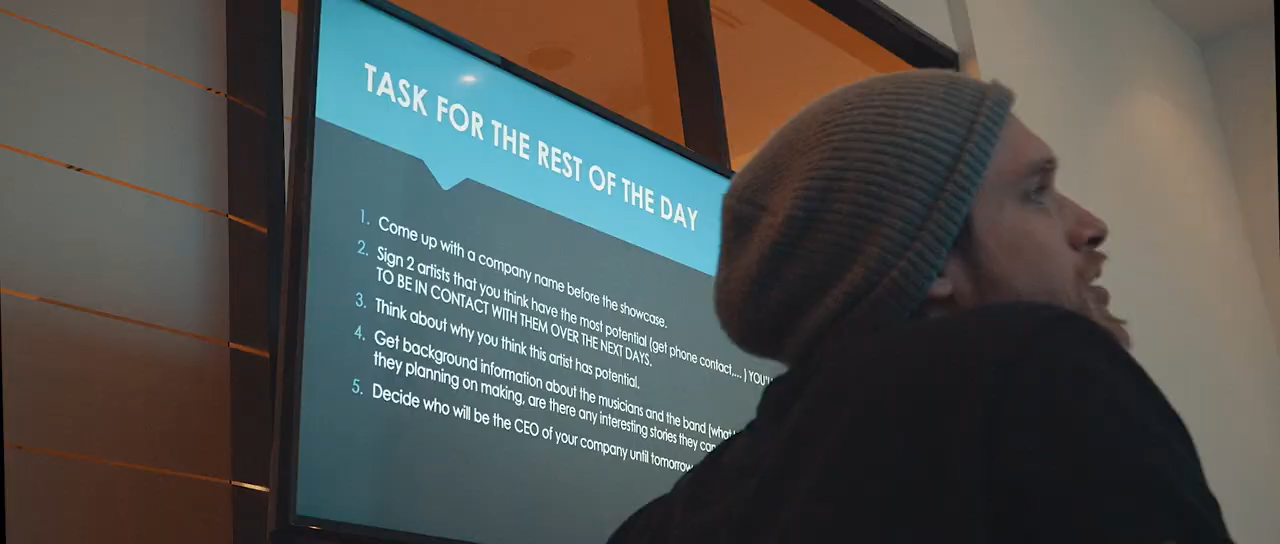 TASK FOR THE REST OF THE DAY
1. Come up with a company name before the showcase.
2. Sign 2 artists that you think have the most potential (get phone contact,... ) YOU'
TO BE IN CONTACT WITH THEM OVER THE NEXT DAYS.
3. Think about why you think this artist has potential.
4. Get background information about the musicians and the band (what
they planning on making, are there any interesting stories they can
5. Decide who will be the CEO of your company until tomorrow